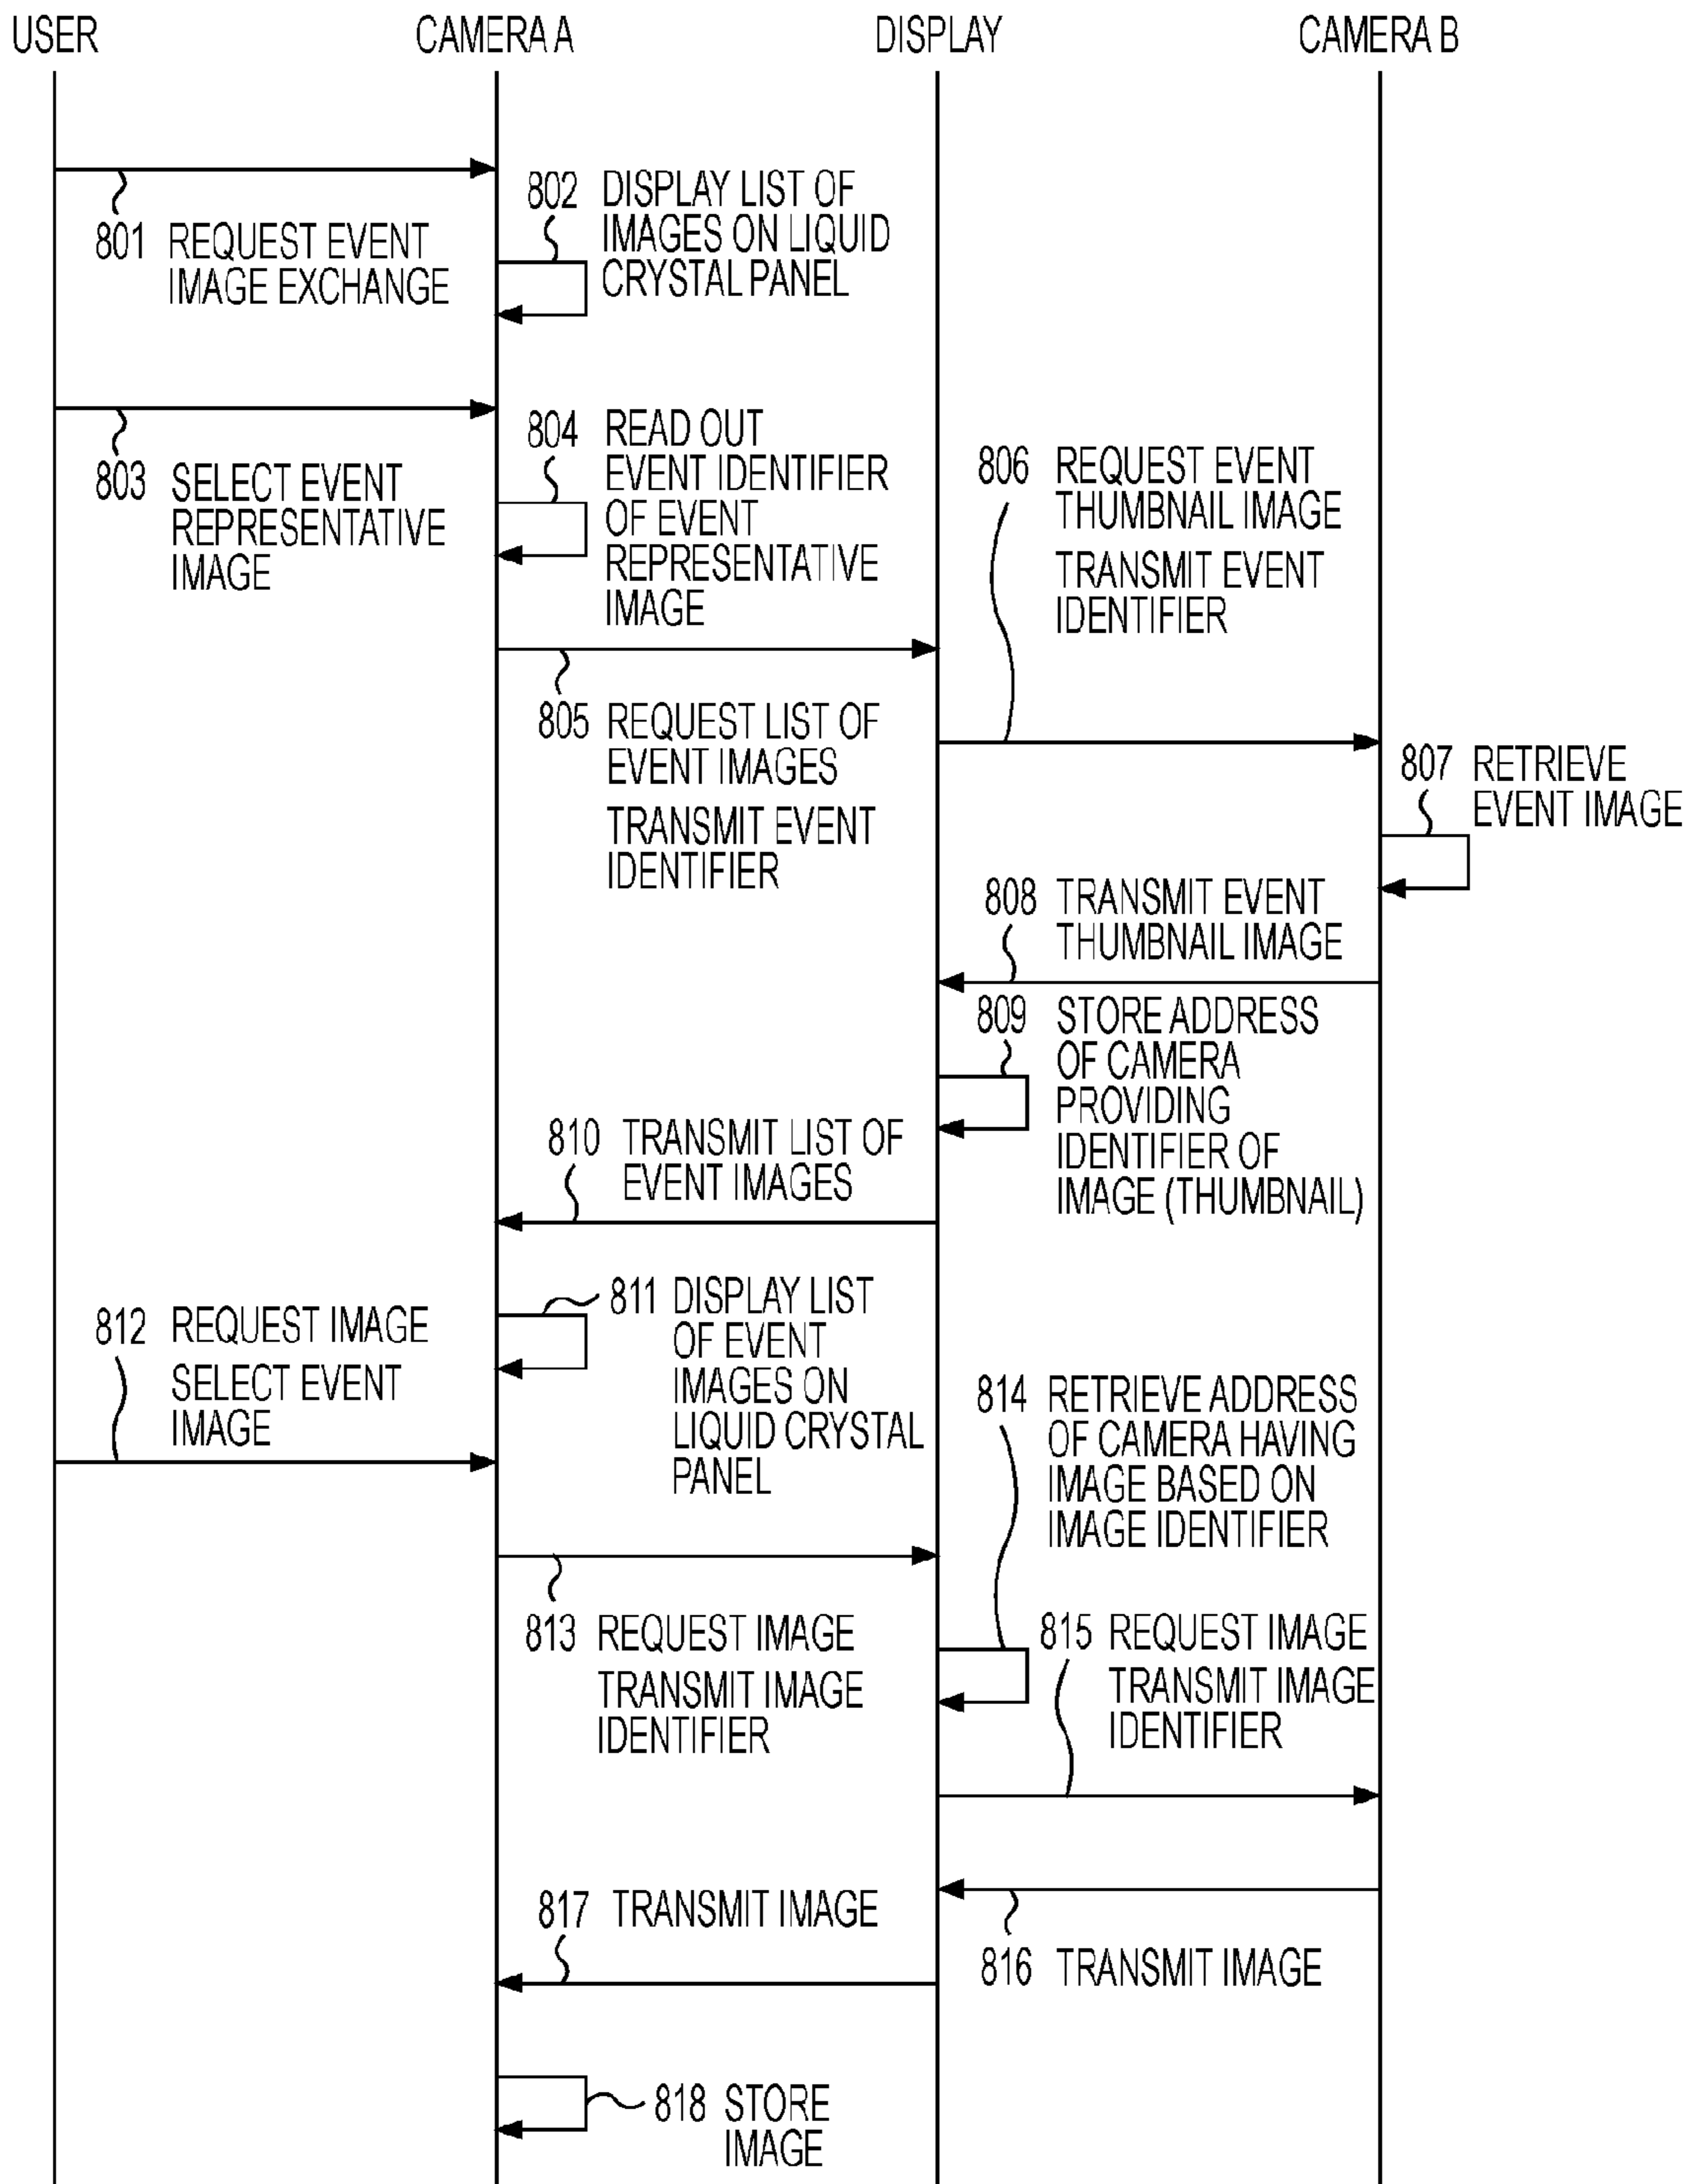 USER
CAMERA A
DISPLAY
CAMERA B
801 REQUEST EVENT
IMAGE EXCHANGE
802 DISPLAY LIST OF
IMAGES ON LIQUID
CRYSTAL PANEL
803 SELECT EVENT
REPRESENTATIVE
IMAGE
804 READ OUT
EVENT IDENTIFIER
OF EVENT
REPRESENTATIVE
IMAGE
805 REQUEST LIST OF
EVENT IMAGES
TRANSMIT EVENT
IDENTIFIER
806 REQUEST EVENT
THUMBNAIL IMAGE
TRANSMIT EVENT
IDENTIFIER
807 RETRIEVE
EVENT IMAGE
808 TRANSMIT EVENT
THUMBNAIL IMAGE
809 STORE ADDRESS
OF CAMERA
PROVIDING
IDENTIFIER OF
IMAGE (THUMBNAIL)
810 TRANSMIT LIST OF
EVENT IMAGES
811 DISPLAY LIST
OF EVENT
IMAGES ON
LIQUID CRYSTAL
PANEL
812 REQUEST IMAGE
SELECT EVENT
IMAGE
813 REQUEST IMAGE
TRANSMIT IMAGE
IDENTIFIER
814 RETRIEVE ADDRESS
OF CAMERA HAVING
IMAGE BASED ON
IMAGE IDENTIFIER
815 REQUEST IMAGE
TRANSMIT IMAGE
IDENTIFIER
816 TRANSMIT IMAGE
817 TRANSMIT IMAGE
818 STORE
IMAGE